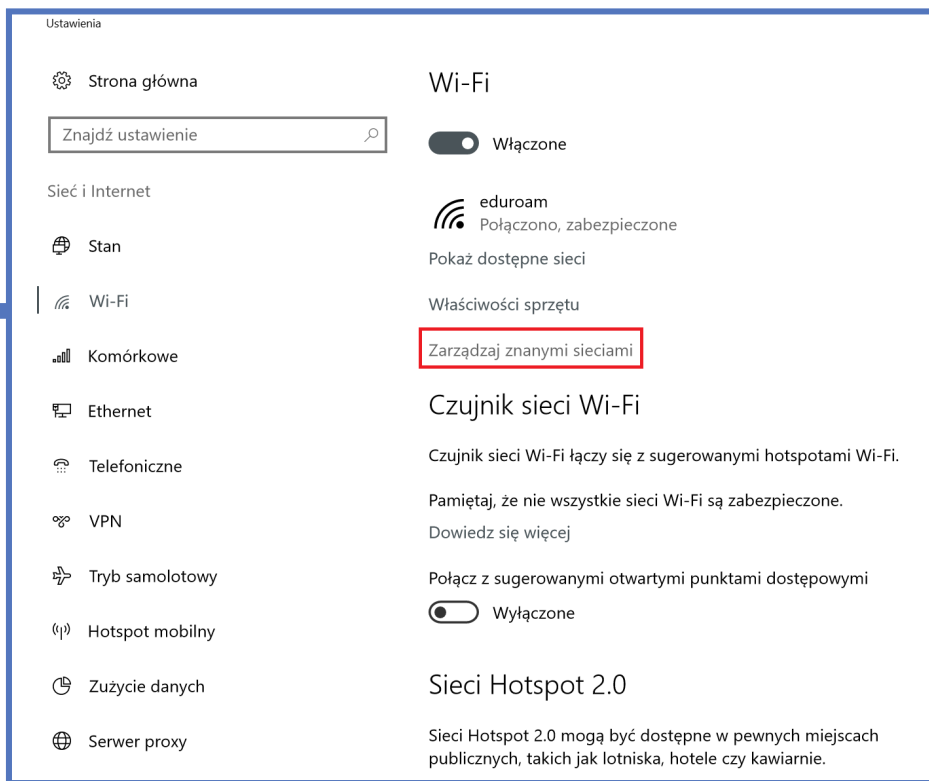 Ustawienia
Strona główna
Znajdź ustawienie
Sieć i Internet
Stan
Wi-Fi
Komórkowe
Ethernet
Telefoniczne
VPN
Tryb samolotowy
Hotspot mobilny
Zużycie danych
Serwer proxy
Wi-Fi
Włączone
eduroam
Połączono, zabezpieczone
Pokaż dostępne sieci
Właściwości sprzętu
Zarządzaj znanymi sieciami
Czujnik sieci Wi-Fi
Czujnik sieci Wi-Fi łączy się z sugerowanymi hotspotami Wi-Fi.
Pamiętaj, że nie wszystkie sieci Wi-Fi są zabezpieczone.
Dowiedz się więcej
Połącz z sugerowanymi otwartymi punktami dostępowymi
Wyłączone
Sieci Hotspot 2.0
Sieci Hotspot 2.0 mogą być dostępne w pewnych miejscach
publicznych, takich jak lotniska, hotele czy kawiarnie.